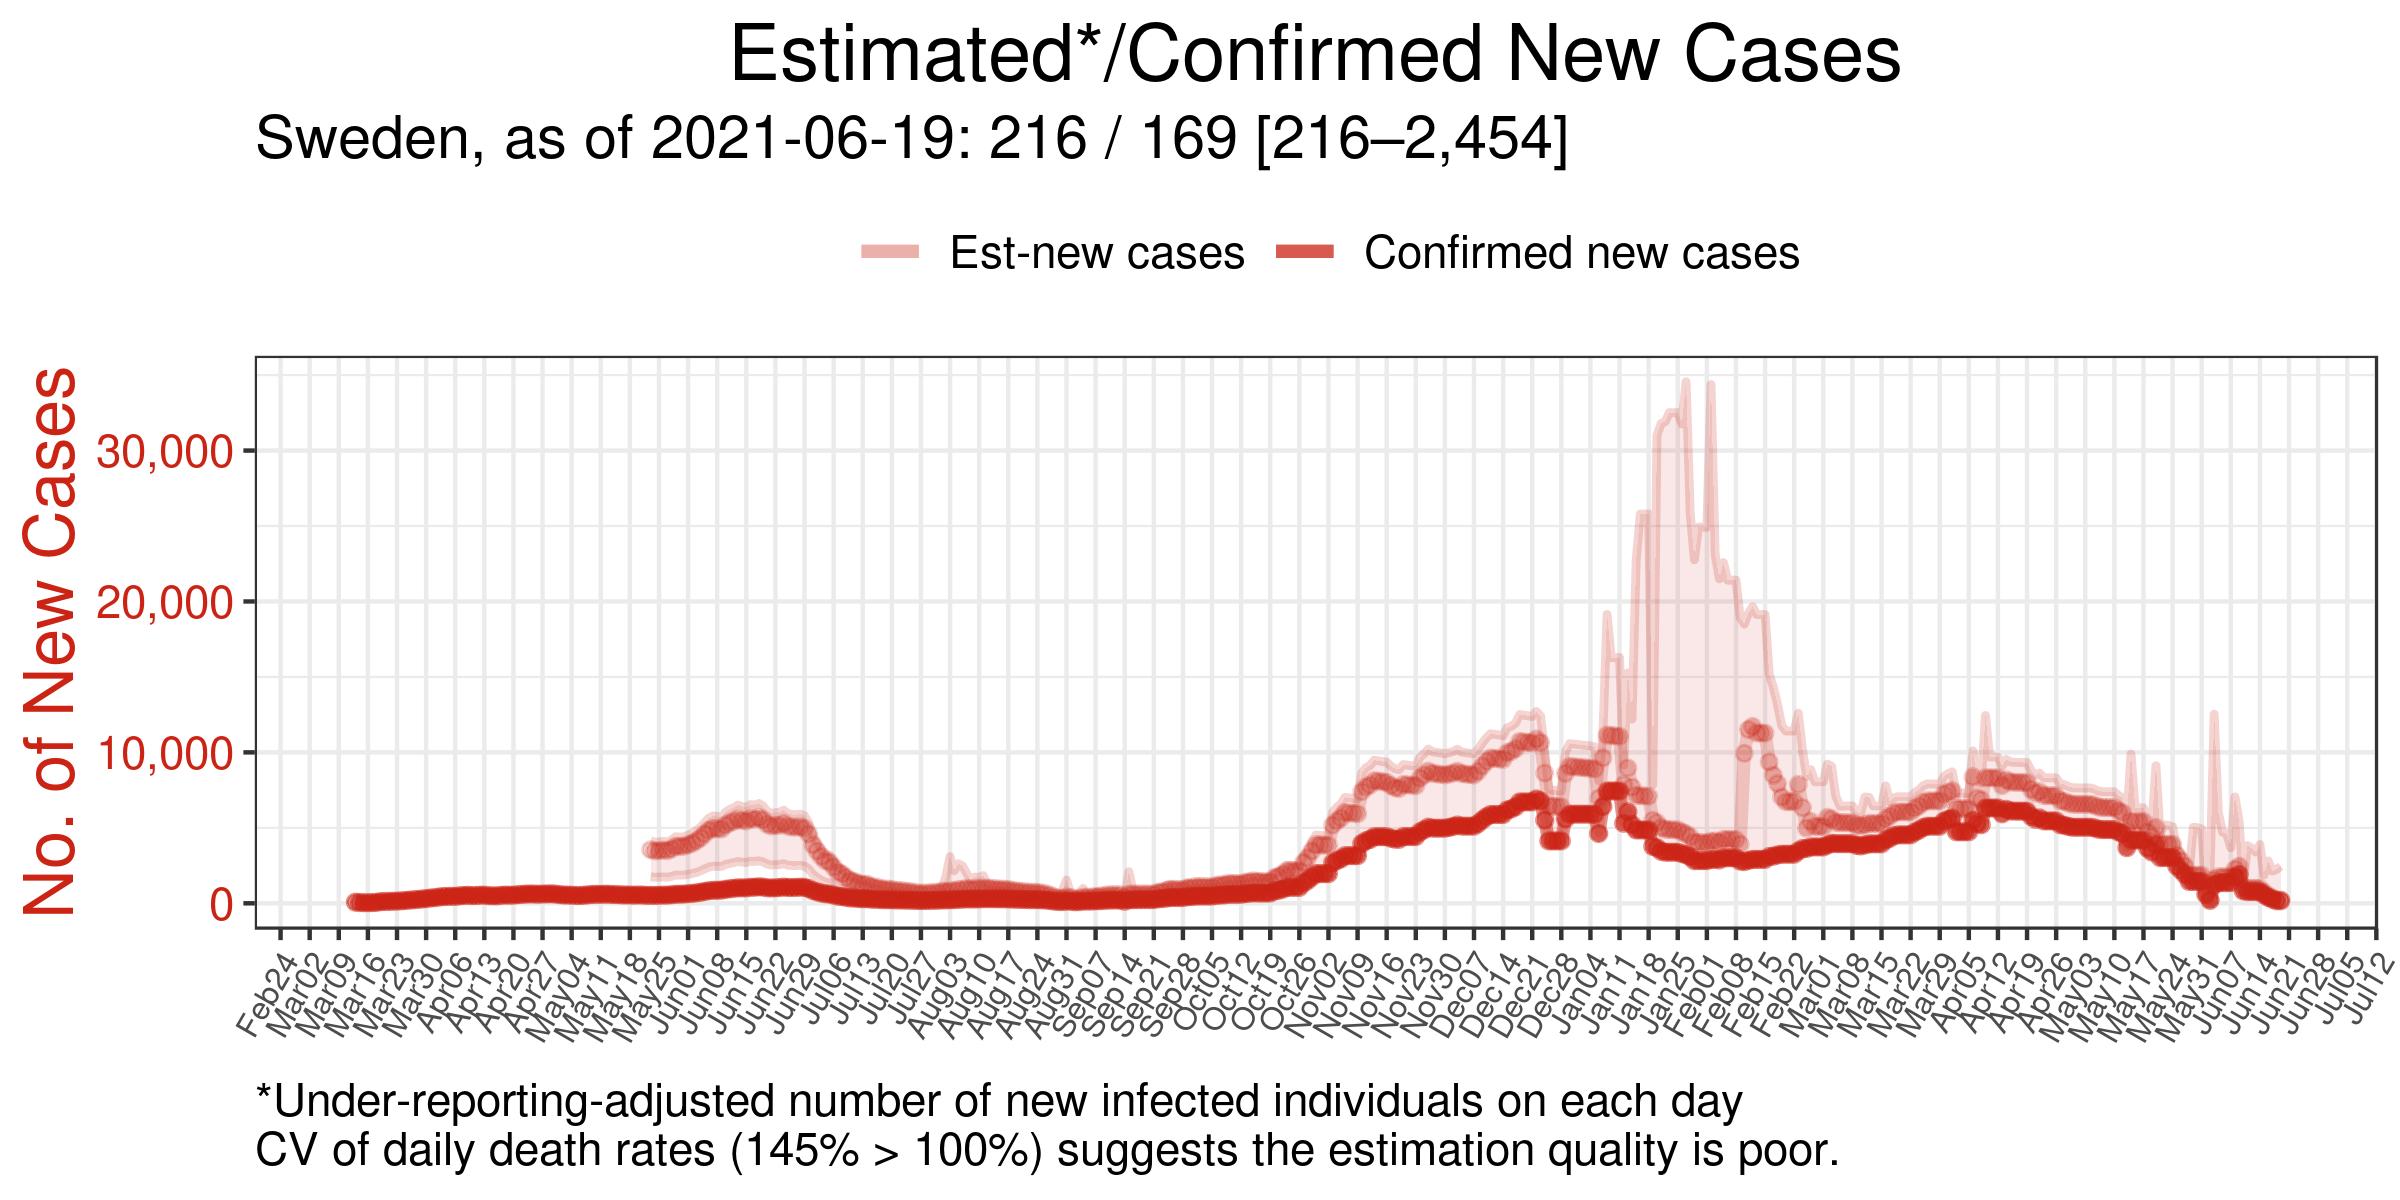 Estimated*/Confirmed New Cases
Sweden, as of 2021-06-19: 216 / 169 [216–2,454]
Est-new cases
Confirmed new cases
No. of New Cases
30,000
20,000
10,000
0
Feb24
Mar02
Mar09
Mar16
Mar23
Mar30
Apr06
Apr13
Apr20
Apr27
May04
May11
May18
May25
Jun01
Jun08
Jun15
Jun22
Jun29
Jul06
Jul13
Jul20
Jul27
Aug03
Aug10
Aug17
Aug24
Aug31
Sep07
Sep14
Sep21
Sep28
Oct05
Oct12
Oct19
Oct26
Nov02
Nov09
Nov16
Nov23
Nov30
Dec07
Dec14
Dec21
Dec28
Jan04
Jan11
Jan18
Jan25
Feb01
Feb08
Feb15
Feb22
Mar01
Mar08
Mar15
Mar22
Mar29
Apr05
Apr12
Apr19
Apr26
May03
May10
May17
May24
May31
Jun07
Jun14
Jun21
Jun28
Jul05
Jul12
*Under-reporting-adjusted number of new infected individuals on each day
CV of daily death rates (145% > 100%) suggests the estimation quality is poor.